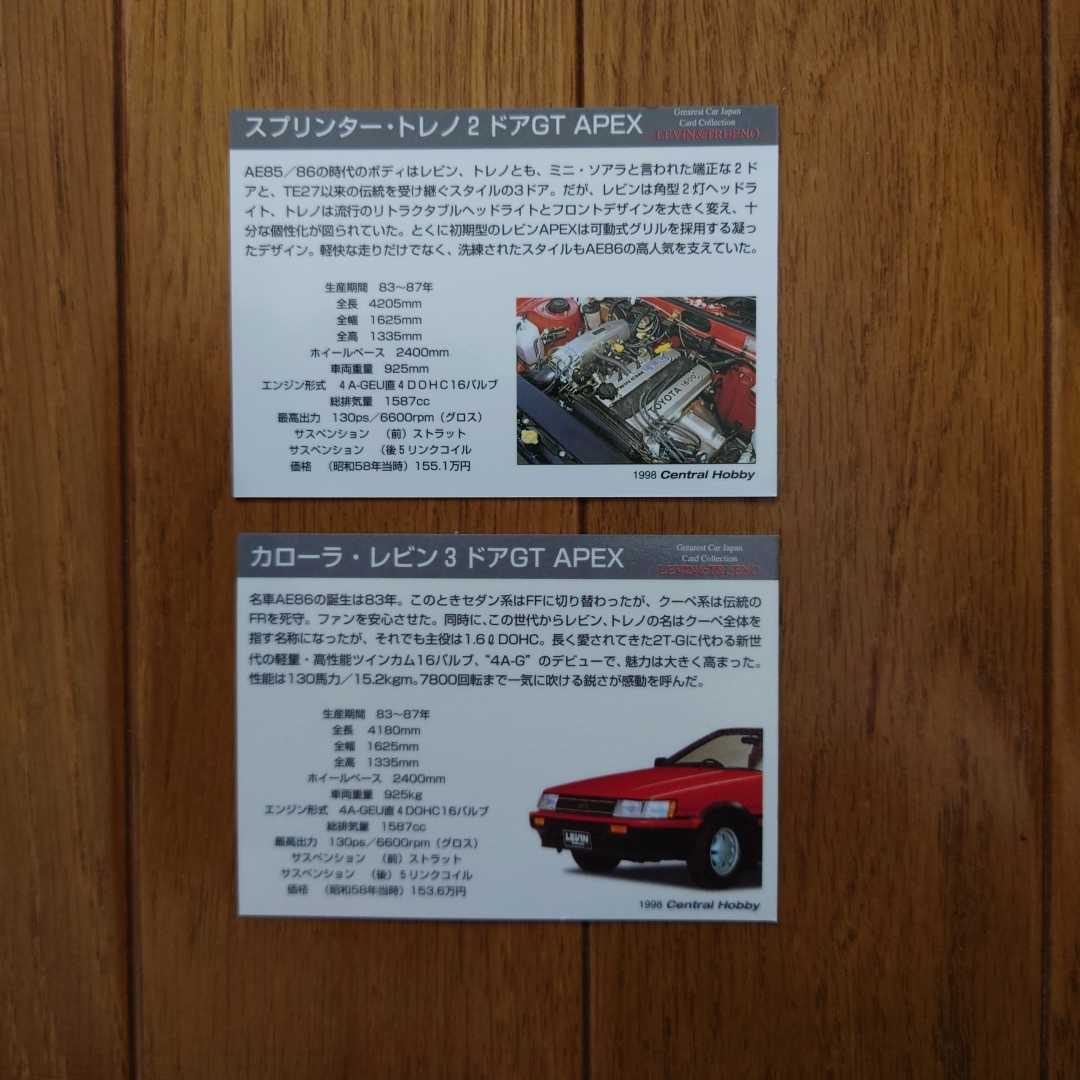 スプリンター・トレノ2ドアGT APEX
Greatest Car Japan
Card Collection
LEVIN&TRUENO
AE85/86の時代のボディはレビン、トレノとも、ミニ・ソアラと言われた端正な2ド
アと、TE27以来の伝統を受け継ぐスタイルの3ドア。だが、レビンは角型2灯ヘッドラ
イト、トレノは流行のリトラクタブルヘッドライトとフロントデザインを大きく変え、十
分な個性化が図られていた。とくに初期型のレビンAPEXは可動式グリルを採用する凝っ
たデザイン。軽快な走りだけでなく、洗練されたスタイルもAE86の高人気を支えていた。
生産期間 83～87年
全長 4205mm
全幅 1625mm
全高 1335mm
ホイールベース 2400mm
車両重量 925mm
エンジン形式 4A-GEU直4DOHC16バルブ
総排気量 1587cc
最高出力 130ps/6600rpm（グロス）
サスペンション （前）ストラット
サスペンション （後5リンクコイル
価格 （昭和58年当時）155.1万円
TOYOTA 1600
1998 Central Hobby
カローラ・レビン3ドアGT APEX
Greatest Car Japan
Card Collection
LEVIN&TRUENO
名車AE86の誕生は83年。このときセダン系はFFに切り替わったが、クーペ系は伝統の
FRを死守。ファンを安心させた。同時に、この世代からレビン、トレノの名はクーペ全体を
指す名称になったが、それでも主役は1.6ℓDOHC。長く愛されてきた2T-Gに代わる新世
代の軽量・高性能ツインカム16バルブ、“4A-G”のデビューで、魅力は大きく高まった。
性能は130馬力/15.2kgm。7800回転まで一気に吹ける鋭さが感動を呼んだ。
生産期間 83～87年
全長 4180mm
全幅 1625mm
全高 1335mm
ホイールベース 2400mm
車両重量 925kg
エンジン形式 4A-GEU直4DOHC16バルブ
総排気量 1587cc
最高出力 130ps/6600rpm（グロス）
サスペンション （前）ストラット
サスペンション （後）5リンクコイル
価格 （昭和58年当時）153.6万円
LEVIN
1998 Central Hobby